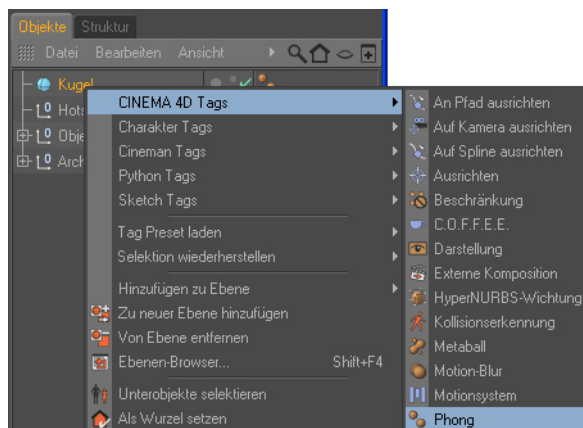 Objekte Struktur
Datei Bearbeiten Ansicht
Kugel
CINEMA 4D Tags
Charakter Tags
Cineman Tags
Python Tags
Sketch Tags
Tag Preset laden
Selektion wiederherstellen
Hinzufügen zu Ebene
Zu neuer Ebene hinzufügen
Von Ebene entfernen
Ebenen-Browser... Shift+F4
Unterobjekte selektieren
Als Wurzel setzen
Hots
Obje
Arch
An Pfad ausrichten
Auf Kamera ausrichten
Auf Spline ausrichten
Ausrichten
Beschränkung
C.O.F.F.E.E.
Darstellung
Externe Komposition
HyperNURBS-Wichtung
Kollisionserkennung
Metaball
Motion-Blur
Motionsystem
Phong